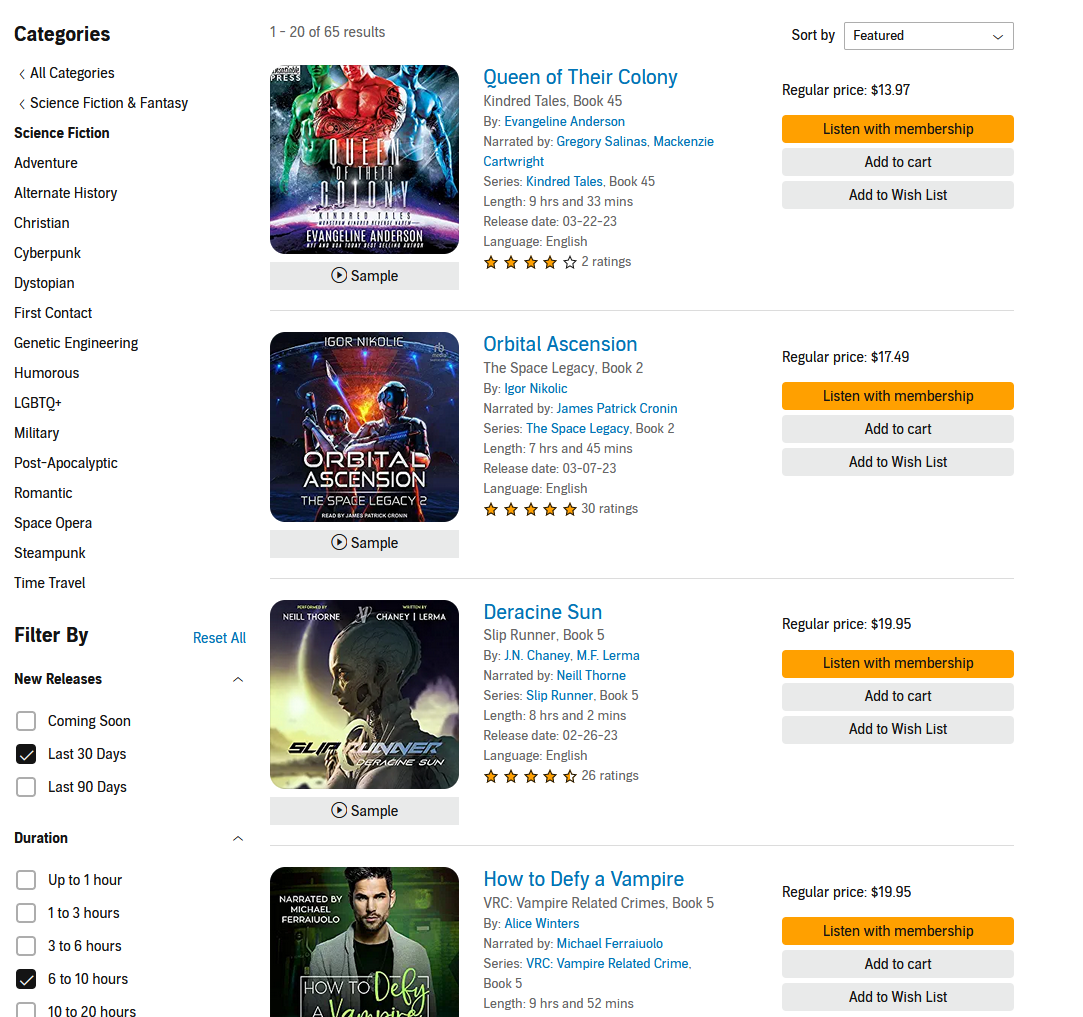 Categories
All Categories
Science Fiction & Fantasy
Science Fiction
Adventure
Alternate History
Christian
Cyberpunk
Dystopian
First Contact
Genetic Engineering
Humorous
LGBTQ+
Military
Post-Apocalyptic
Romantic
Space Opera
Steampunk
Time Travel
Filter By
Reset All
New Releases
Coming Soon
Last 30 Days
Last 90 Days
Duration
Up to 1 hour
1 to 3 hours
3 to 6 hours
6 to 10 hours
10 to 20 hours
1 - 20 of 65 results
Sort by
Featured
PRESS
QUEEN
OF THEIR
COLONY
KINDRED TALES
EVANGELINE ANDERSON
Sample
Queen of Their Colony
Kindred Tales, Book 45
By: Evangeline Anderson
Narrated by: Gregory Salinas, Mackenzie
Cartwright
Series: Kindred Tales, Book 45
Length: 9 hrs and 33 mins
Release date: 03-22-23
Language: English
2 ratings
Regular price: $13.97
Listen with membership
Add to cart
Add to Wish List
IGOR NIKOLIC
ORBITAL
ASCENSION
THE SPACE LEGACY 2
READ BY JAMES PATRICK CRONIN
Sample
Orbital Ascension
The Space Legacy, Book 2
By: Igor Nikolic
Narrated by: James Patrick Cronin
Series: The Space Legacy, Book 2
Length: 7 hrs and 45 mins
Release date: 03-07-23
Language: English
30 ratings
Regular price: $17.49
Listen with membership
Add to cart
Add to Wish List
PERFORMED BY
NEILL THORNE
WRITTEN BY
CHANEY | LERMA
SLIP RUNNER
DERACINE SUN
Sample
Deracine Sun
Slip Runner, Book 5
By: J.N. Chaney, M.F. Lerma
Narrated by: Neill Thorne
Series: Slip Runner, Book 5
Length: 8 hrs and 2 mins
Release date: 02-26-23
Language: English
26 ratings
Regular price: $19.95
Listen with membership
Add to cart
Add to Wish List
NARRATED BY
MICHAEL
FERRAIUOLO
HOW TO Defy
A Vampire
How to Defy a Vampire
VRC: Vampire Related Crimes, Book 5
By: Alice Winters
Narrated by: Michael Ferraiuolo
Series: VRC: Vampire Related Crime,
Book 5
Length: 9 hrs and 52 mins
Regular price: $19.95
Listen with membership
Add to cart
Add to Wish List